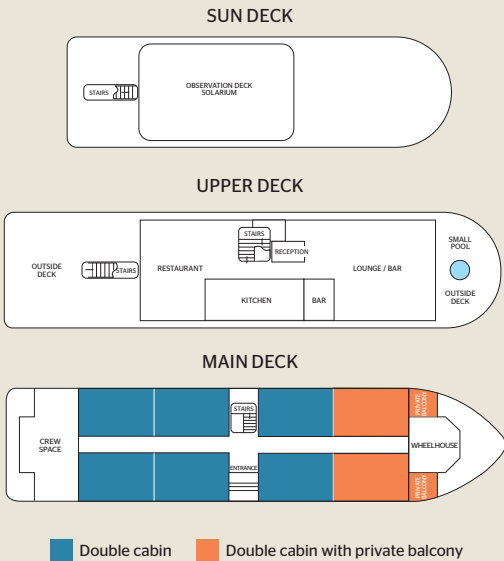 SUN DECK
STAIRS
OBSERVATION DECK
SOLARIUM
UPPER DECK
OUTSIDE
DECK
STAIRS
RESTAURANT
STAIRS
RECEPTION
KITCHEN
BAR
LOUNGE / BAR
SMALL
POOL
OUTSIDE
DECK
MAIN DECK
CREW
SPACE
STAIRS
ENTRANCE
PRIVATE
BALCONY
WHEELHOUSE
PRIVATE
BALCONY
Double cabin
Double cabin with private balcony